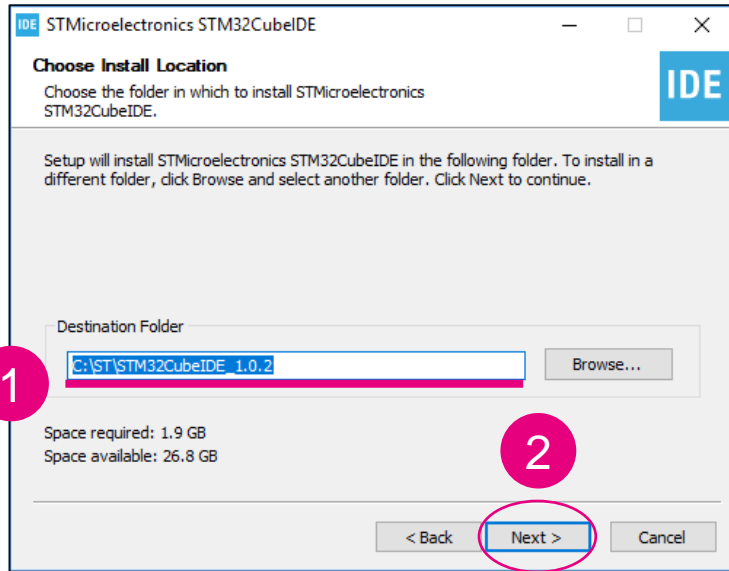 IDE STMicroelectronics STM32CubeIDE
Choose Install Location
Choose the folder in which to install STMicroelectronics
STM32CubeIDE.
IDE
Setup will install STMicroelectronics STM32CubeIDE in the following folder. To install in a
different folder, click Browse and select another folder. Click Next to continue.
Destination Folder
C:\ST\STM32CubeIDE_1.0.2
Browse...
1
Space required: 1.9 GB
Space available: 26.8 GB
2
< Back
Next >
Cancel